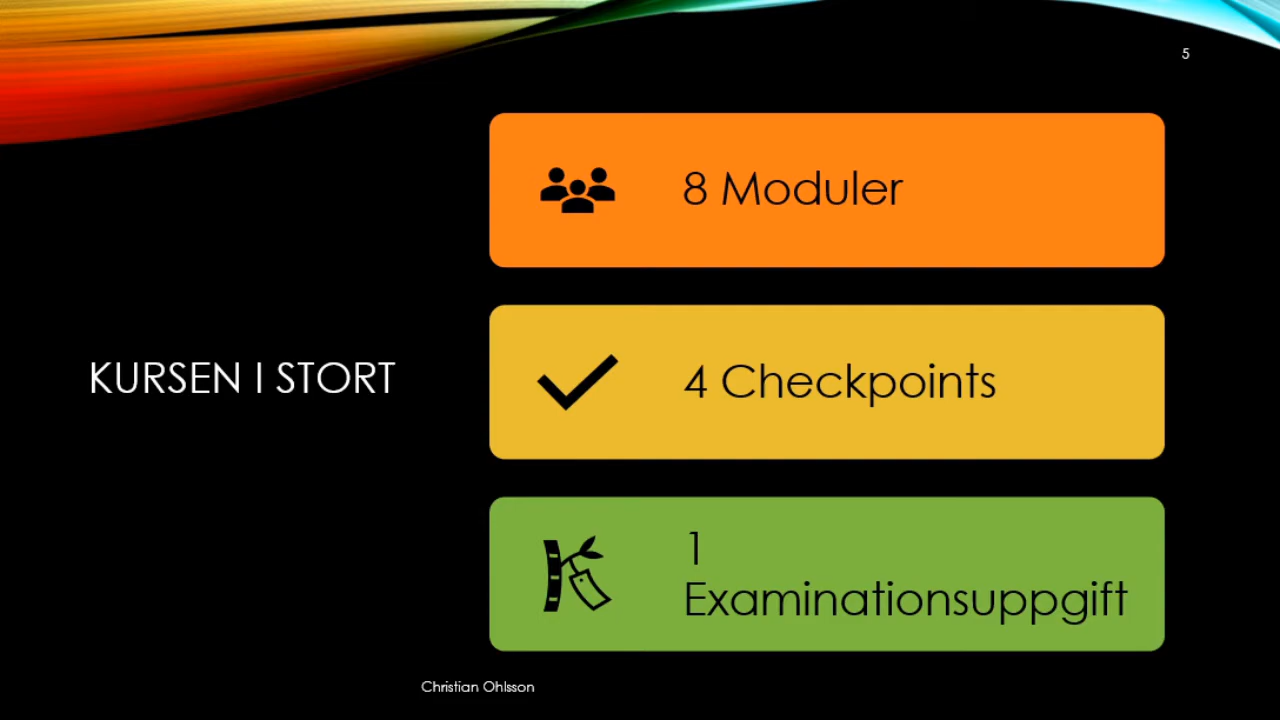 5
KURSEN I STORT
8 Moduler
4 Checkpoints
1
Examinationsuppgift
Christian Ohlsson